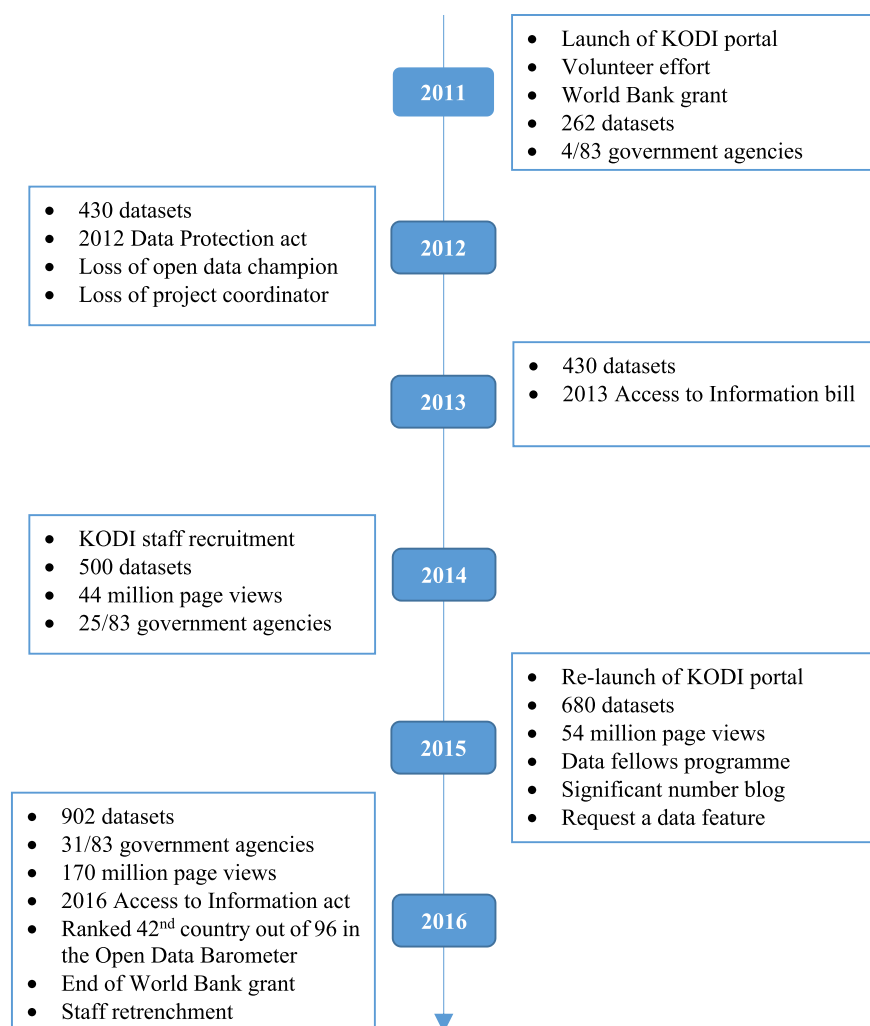 2011
• Launch of KODI portal
• Volunteer effort
• World Bank grant
• 262 datasets
• 4/83 government agencies
2012
• 430 datasets
• 2012 Data Protection act
• Loss of open data champion
• Loss of project coordinator
2013
• 430 datasets
• 2013 Access to Information bill
2014
• KODI staff recruitment
• 500 datasets
• 44 million page views
• 25/83 government agencies
2015
• Re-launch of KODI portal
• 680 datasets
• 54 million page views
• Data fellows programme
• Significant number blog
• Request a data feature
2016
• 902 datasets
• 31/83 government agencies
• 170 million page views
• 2016 Access to Information act
• Ranked 42nd country out of 96 in
the Open Data Barometer
• End of World Bank grant
• Staff retrenchment